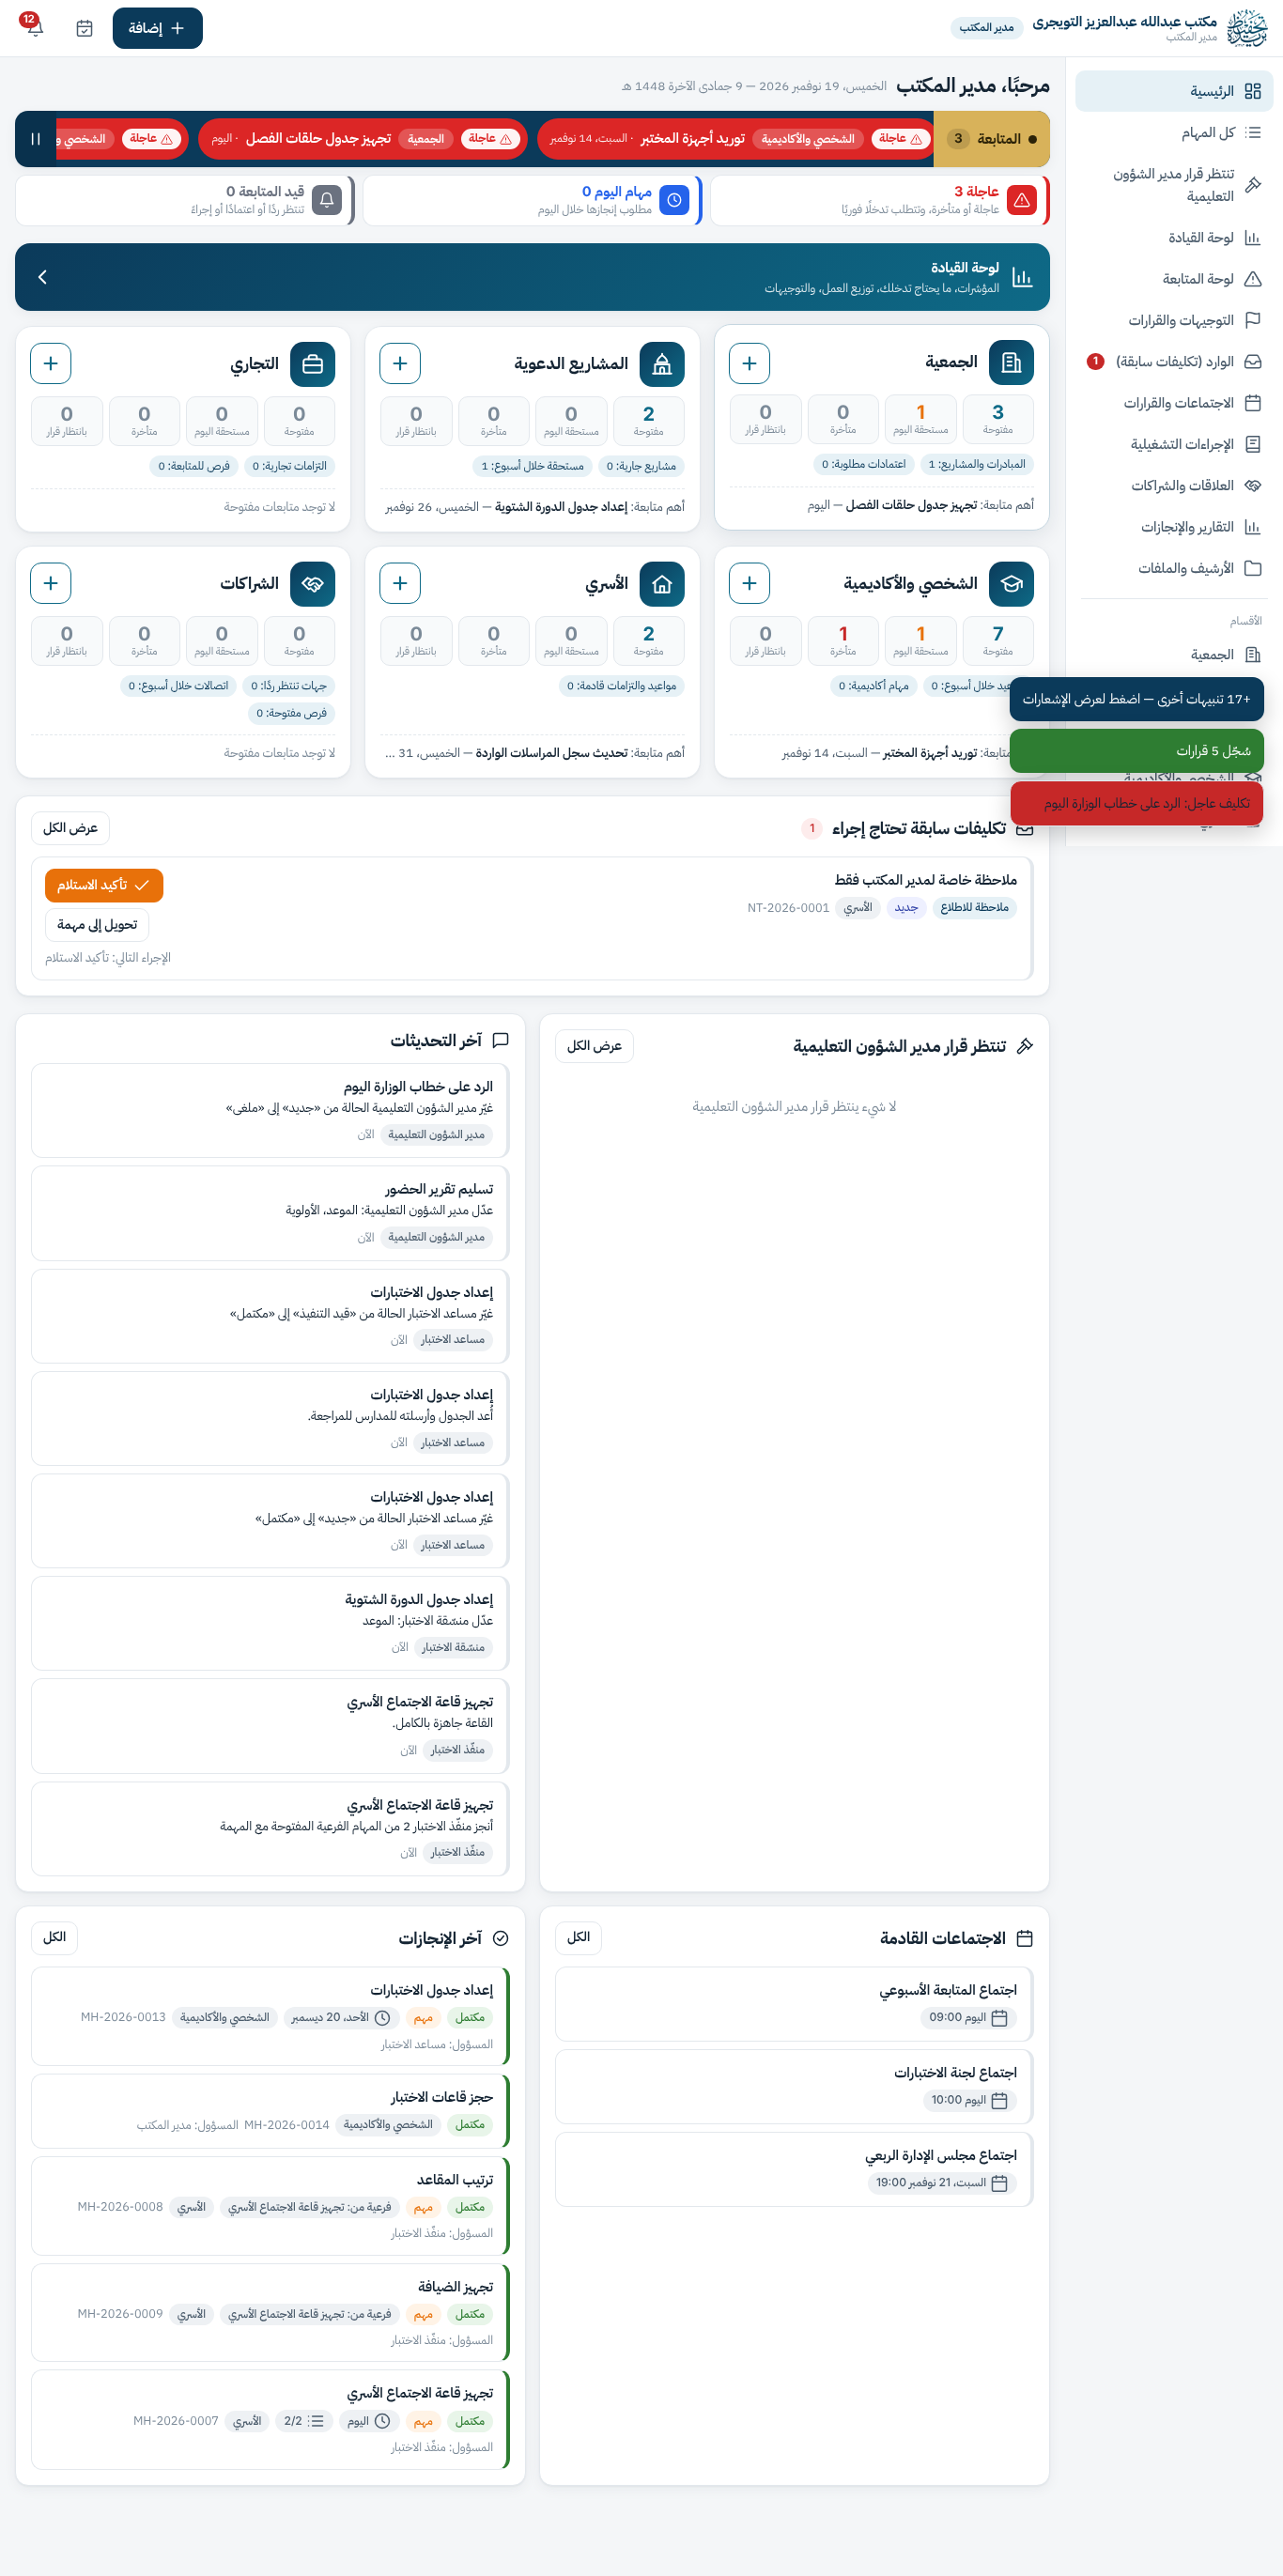 مكتب عبدالله عبدالعزيز التويجري
مدير المكتب
مدير المكتب
إضافة
12
الرئيسية
كل المهام
تنتظر قرار مدير الشؤون
التعليمية
لوحة القيادة
لوحة المتابعة
التوجيهات والقرارات
الوارد (تكليفات سابقة) 1
الاجتماعات والقرارات
الإجراءات التشغيلية
العلاقات والشراكات
التقارير والإنجازات
الأرشيف والملفات
الأقسام
الجمعية
+17 تنبيهات أخرى — اضغط لعرض الإشعارات
سُجّل 5 قرارات
الشخصي والأكاديمية
تكليف عاجل: الرد على خطاب الوزارة اليوم
مرحبًا، مدير المكتب الخميس، 19 نوفمبر 2026 — 9 جمادى الآخرة 1448 هـ
المتابعة 3
عاجلة الشخصي والأكاديمية توريد أجهزة المختبر · السبت، 14 نوفمبر
عاجلة الجمعية تجهيز جدول حلقات الفصل · اليوم
عاجلة الشخصي
عاجلة 3
عاجلة أو متأخرة، وتتطلب تدخلًا فوريًا
مهام اليوم 0
مطلوب إنجازها خلال اليوم
قيد المتابعة 0
تنتظر ردًا أو اعتمادًا أو إجراءً
لوحة القيادة
المؤشرات، ما يحتاج تدخلك، توزيع العمل، والتوجيهات
الجمعية
3 مفتوحة
1 مستحقة اليوم
0 متأخرة
0 بانتظار قرار
المبادرات والمشاريع: 1 اعتمادات مطلوبة: 0
أهم متابعة: تجهيز جدول حلقات الفصل — اليوم
المشاريع الدعوية
2 مفتوحة
0 مستحقة اليوم
0 متأخرة
0 بانتظار قرار
مشاريع جارية: 0 مستحقة خلال أسبوع: 1
أهم متابعة: إعداد جدول الدورة الشتوية — الخميس، 26 نوفمبر
التجاري
0 مفتوحة
0 مستحقة اليوم
0 متأخرة
0 بانتظار قرار
التزامات تجارية: 0 فرص للمتابعة: 0
لا توجد متابعات مفتوحة
الشخصي والأكاديمية
7 مفتوحة
1 مستحقة اليوم
1 متأخرة
0 بانتظار قرار
خلال أسبوع: 0 مهام أكاديمية: 0
متابعة: توريد أجهزة المختبر — السبت، 14 نوفمبر
الأسري
2 مفتوحة
0 مستحقة اليوم
0 متأخرة
0 بانتظار قرار
مواعيد والتزامات قادمة: 0
أهم متابعة: تحديث سجل المراسلات الواردة — الخميس، 31 ...
الشراكات
0 مفتوحة
0 مستحقة اليوم
0 متأخرة
0 بانتظار قرار
جهات تنتظر ردًا: 0 اتصالات خلال أسبوع: 0
فرص مفتوحة: 0
لا توجد متابعات مفتوحة
تكليفات سابقة تحتاج إجراء 1
عرض الكل
ملاحظة خاصة لمدير المكتب فقط
ملاحظة للاطلاع جديد الأسري NT-2026-0001
تأكيد الاستلام
تحويل إلى مهمة
الإجراء التالي: تأكيد الاستلام
تنتظر قرار مدير الشؤون التعليمية
عرض الكل
لا شيء ينتظر قرار مدير الشؤون التعليمية
آخر التحديثات
الرد على خطاب الوزارة اليوم
غيّر مدير الشؤون التعليمية الحالة من «جديد» إلى «ملغى»
مدير الشؤون التعليمية الآن
تسليم تقرير الحضور
عدّل مدير الشؤون التعليمية: الموعد، الأولوية
مدير الشؤون التعليمية الآن
إعداد جدول الاختبارات
غيّر مساعد الاختبار الحالة من «قيد التنفيذ» إلى «مكتمل»
مساعد الاختبار الآن
إعداد جدول الاختبارات
أُعد الجدول وأرسلته للمدارس للمراجعة.
مساعد الاختبار الآن
إعداد جدول الاختبارات
غيّر مساعد الاختبار الحالة من «جديد» إلى «مكتمل»
مساعد الاختبار الآن
إعداد جدول الدورة الشتوية
عدّل منسّقة الاختبار: الموعد
منسّقة الاختبار الآن
تجهيز قاعة الاجتماع الأسري
القاعة جاهزة بالكامل.
منفّذ الاختبار الآن
تجهيز قاعة الاجتماع الأسري
أنجز منفّذ الاختبار 2 من المهام الفرعية المفتوحة مع المهمة
منفّذ الاختبار الآن
الاجتماعات القادمة
الكل
اجتماع المتابعة الأسبوعي
اليوم 09:00
اجتماع لجنة الاختبارات
اليوم 10:00
اجتماع مجلس الإدارة الربعي
السبت، 21 نوفمبر 19:00
آخر الإنجازات
الكل
إعداد جدول الاختبارات
مكتمل مهم الأحد، 20 ديسمبر الشخصي والأكاديمية MH-2026-0013
المسؤول: مساعد الاختبار
حجز قاعات الاختبار
مكتمل الشخصي والأكاديمية MH-2026-0014 المسؤول: مدير المكتب
ترتيب المقاعد
مكتمل مهم فرعية من: تجهيز قاعة الاجتماع الأسري الأسري MH-2026-0008
المسؤول: منفّذ الاختبار
تجهيز الضيافة
مكتمل مهم فرعية من: تجهيز قاعة الاجتماع الأسري الأسري MH-2026-0009
المسؤول: منفّذ الاختبار
تجهيز قاعة الاجتماع الأسري
مكتمل مهم اليوم 2/2 الأسري MH-2026-0007
المسؤول: منفّذ الاختبار